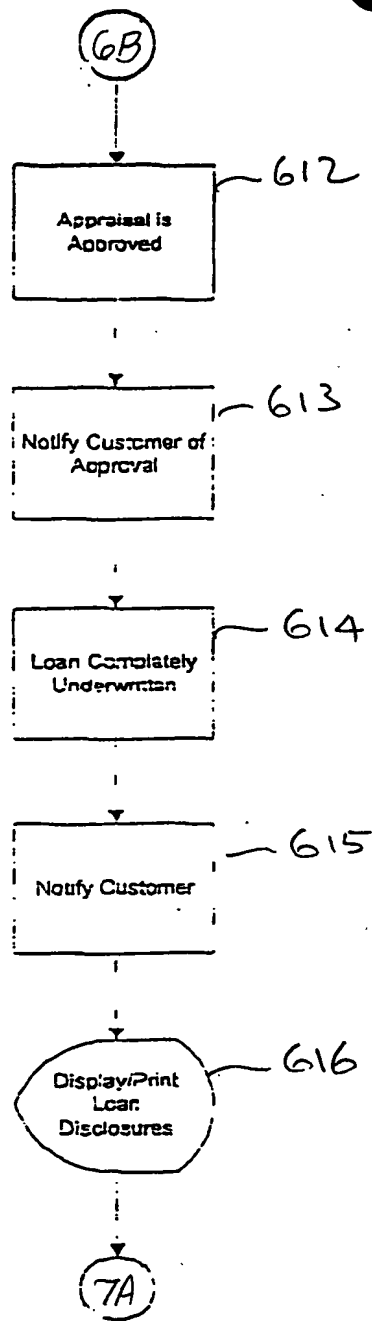 6B
612
Appraisal is
Approved
613
Notify Customer of
Approval
614
Loan Completely
Underwritten
615
Notify Customer
616
Display/Print
Loan
Disclosures
7A